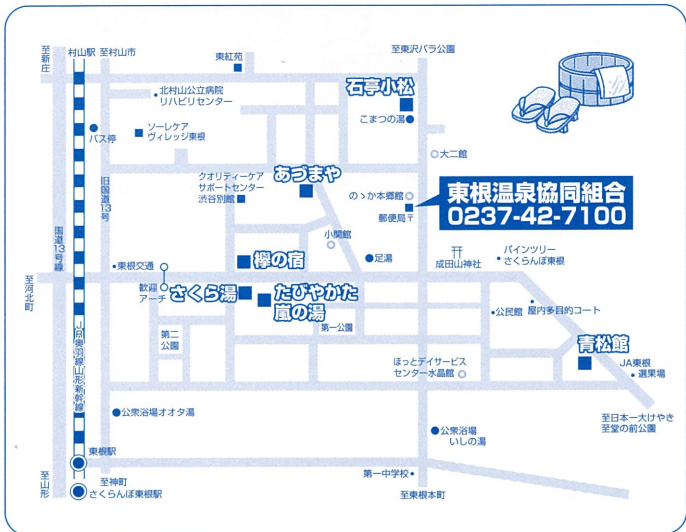 至新庄
村山駅
至村山市
東紅苑
至東沢バラ公園
北村山公立病院
リハビリセンター
石亭小松
こまつの湯
バス停
ソーレケア
ヴィレッジ東根
大二館
クオリティーケア
サポートセンター
渋谷別館
あづまや
のゝか本郷館
郵便局〒
東根温泉協同組合
0237-42-7100
旧国道13号
国道13号線
小関館
欅の宿
足湯
成田山神社
パインツリー
さくらんぼ東根
東根交通
至河北町
歓迎
アーチ
さくら湯
たびやかた
嵐の湯
第一公園
公民館
屋内多目的コート
第二
公園
JR奥羽線山形新幹線
ほっとデイサービス
センター水晶館
青松館
JA東根
選果場
公衆浴場オオタ湯
至日本一大けやき
至堂の前公園
公衆浴場
いしの湯
東根駅
第一中学校
至山形
至神町
さくらんぼ東根駅
至東根本町